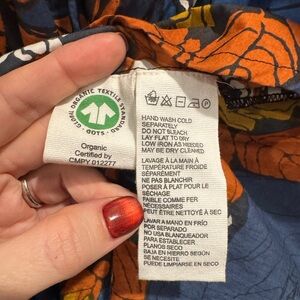 GLOBAL ORGANIC TEXTILE STANDARD
GOTS
Organic
Certified by
CMPY 012277
HAND WASH COLD
SEPARATELY
DO NOT BLEACH
LAY FLAT TO DRY
LOW IRON AS NEEDED
MAY BE DRY CLEANED
LAVAGE À LA MAIN À
TEMPÉRATURE FROIDE
SÉPARÉMENT
NE PAS BLANCHIR
POSER À PLAT POUR LE
SÉCHAGE
FAIBLE COMME FER
NÉCESSAIRES
PEUT ÊTRE NETTOYÉ À SEC
LAVAR A MANO EN FRÍO
POR SEPARADO
NO USA BLANQUEADOR
PARA ESTABLECER
PLANOS SECO
BAJA EN HIERRO SEGÚN
SE NECESITE
PUEDE LIMPIARSE EN SECO